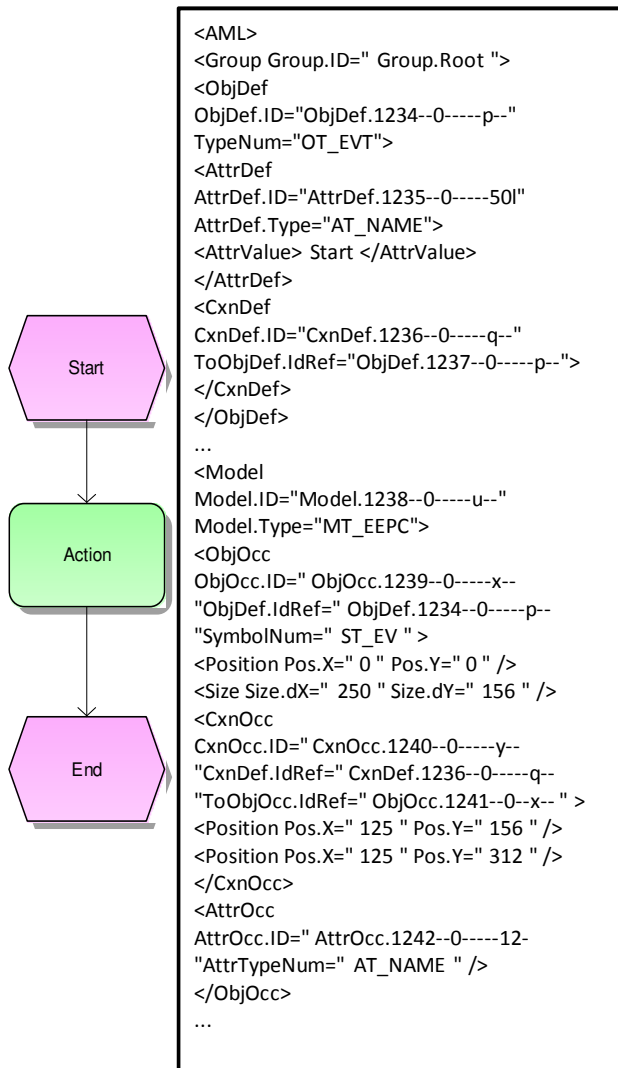 Start
Action
End
<AML>
<Group Group.ID=" Group.Root ">
<ObjDef
ObjDef.ID="ObjDef.1234--0-----p--"
TypeNum="OT_EVT">
<AttrDef
AttrDef.ID="AttrDef.1235--0-----50l"
AttrDef.Type="AT_NAME">
<AttrValue> Start </AttrValue>
</AttrDef>
<CxnDef
CxnDef.ID="CxnDef.1236--0-----q--"
ToObjDef.IdRef="ObjDef.1237--0-----p--">
</CxnDef>
</ObjDef>
...
<Model
Model.ID="Model.1238--0-----u--"
Model.Type="MT_EEPC">
<ObjOcc
ObjOcc.ID=" ObjOcc.1239--0-----x--
"ObjDef.IdRef=" ObjDef.1234--0-----p--
"SymbolNum=" ST_EV " >
<Position Pos.X=" 0 " Pos.Y=" 0 " />
<Size Size.dX=" 250 " Size.dY=" 156 " />
<CxnOcc
CxnOcc.ID=" CxnOcc.1240--0-----y--
"CxnDef.IdRef=" CxnDef.1236--0-----q--
"ToObjOcc.IdRef=" ObjOcc.1241--0--x-- " >
<Position Pos.X=" 125 " Pos.Y=" 156 " />
<Position Pos.X=" 125 " Pos.Y=" 312 " />
</CxnOcc>
<AttrOcc
AttrOcc.ID=" AttrOcc.1242--0-----12-
"AttrTypeNum=" AT_NAME " />
</ObjOcc>
...